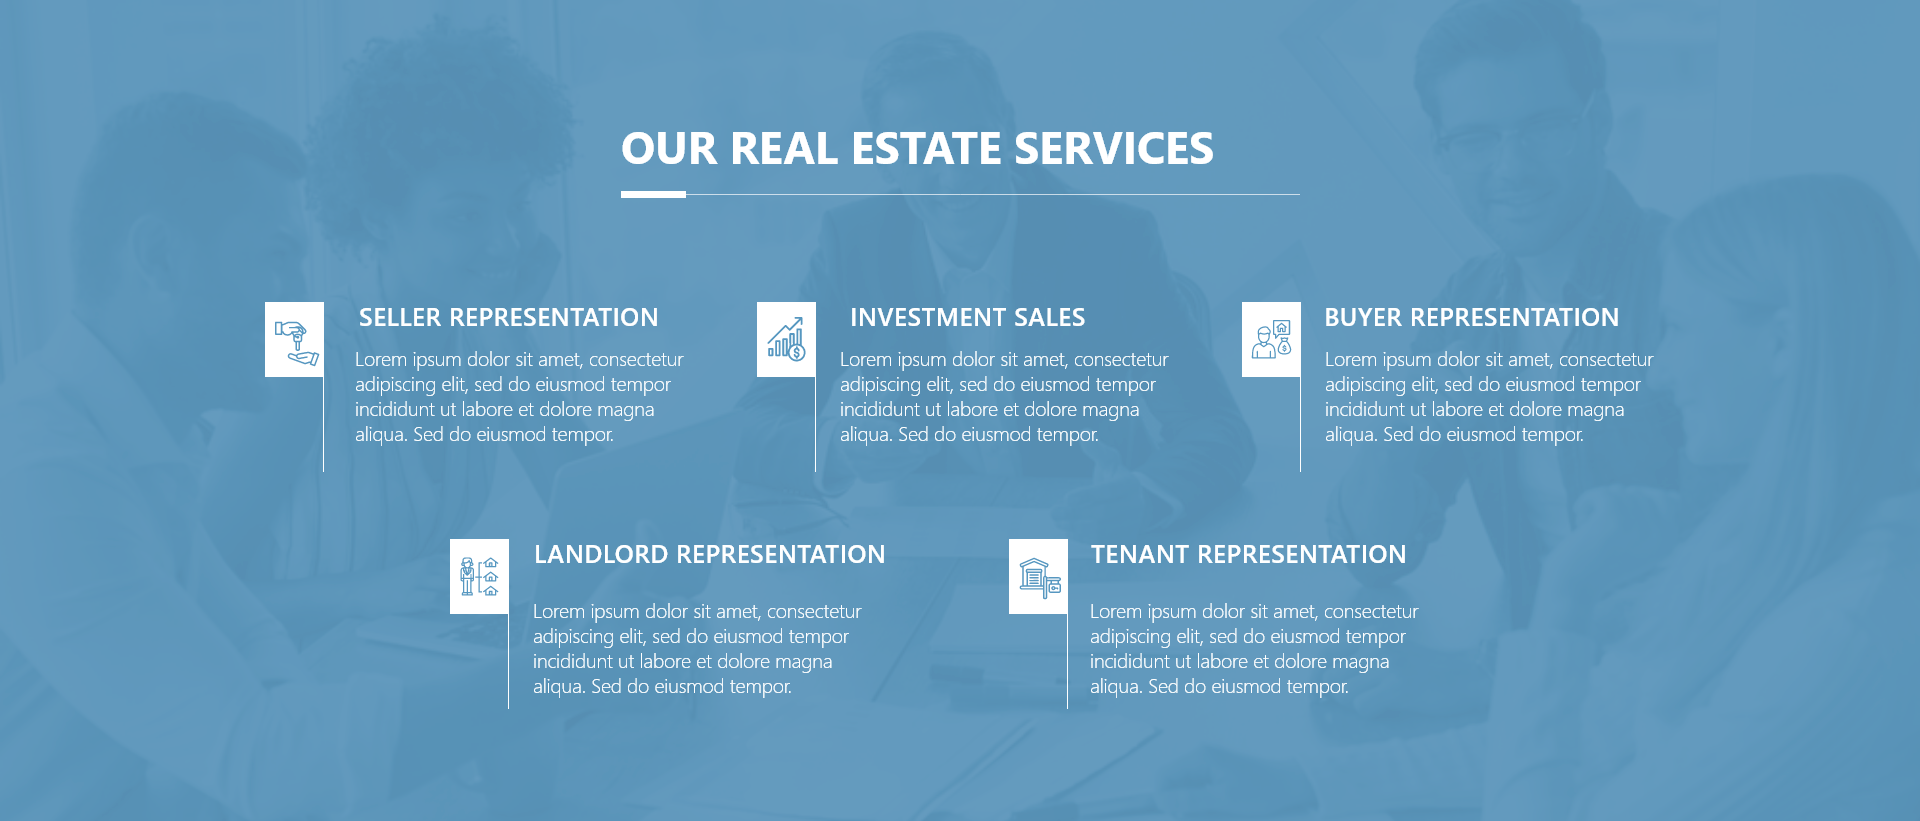 OUR REAL ESTATE SERVICES
SELLER REPRESENTATION
Lorem ipsum dolor sit amet, consectetur
adipiscing elit, sed do eiusmod tempor
incididunt ut labore et dolore magna
aliqua. Sed do eiusmod tempor.
INVESTMENT SALES
Lorem ipsum dolor sit amet, consectetur
adipiscing elit, sed do eiusmod tempor
incididunt ut labore et dolore magna
aliqua. Sed do eiusmod tempor.
BUYER REPRESENTATION
Lorem ipsum dolor sit amet, consectetur
adipiscing elit, sed do eiusmod tempor
incididunt ut labore et dolore magna
aliqua. Sed do eiusmod tempor.
LANDLORD REPRESENTATION
Lorem ipsum dolor sit amet, consectetur
adipiscing elit, sed do eiusmod tempor
incididunt ut labore et dolore magna
aliqua. Sed do eiusmod tempor.
TENANT REPRESENTATION
Lorem ipsum dolor sit amet, consectetur
adipiscing elit, sed do eiusmod tempor
incididunt ut labore et dolore magna
aliqua. Sed do eiusmod tempor.